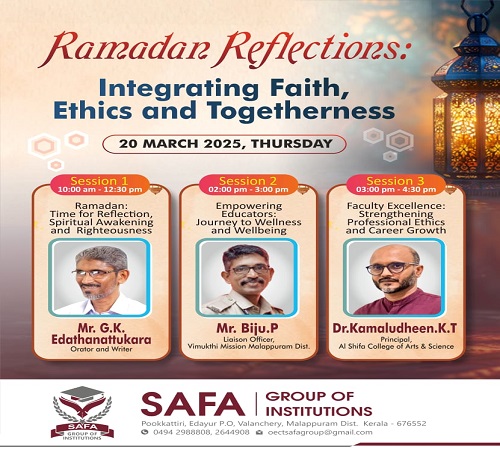 Ramadan Reflections:
Integrating Faith,
Ethics and Togetherness
20 MARCH 2025, THURSDAY
Session 1
10:00 am - 12:30 pm
Ramadan:
Time for Reflection,
Spiritual Awakening
and Righteousness
Mr. G.K.
Edathanattukara
Orator and Writer
Session 2
02:00 pm - 3:00 pm
Empowering
Educators:
Journey to Wellness
and Wellbeing
Mr. Biju.P
Liaison Officer,
Vimukthi Mission Malappuram Dist.
Session 3
03:00 pm - 4:30 pm
Faculty Excellence:
Strengthening
Professional Ethics
and Career Growth
Dr.Kamaludheen.K.T
Principal,
Al Shifa College of Arts & Science
SAFA
GROUP OF
INSTITUTIONS
SAFA
GROUP OF
INSTITUTIONS
Pookkattiri, Edayur P.O, Valanchery, Malappuram Dist. Kerala - 676552
0494 2988808, 2644908 oectsafagroup@gmail.com